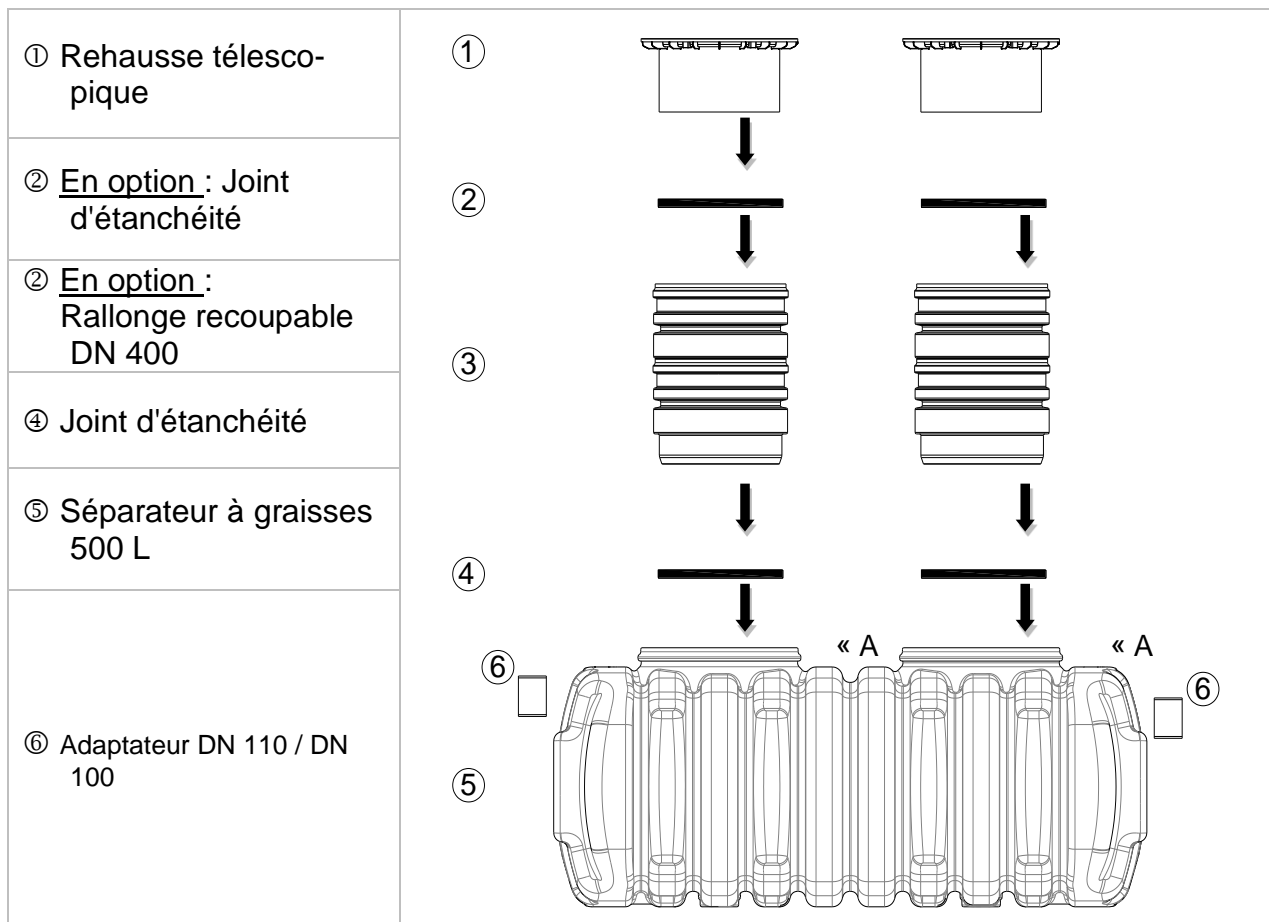 ① Rehausse télesco-
pique
② En option : Joint
d'étanchéité
② En option :
Rallonge recoupable
DN 400
④ Joint d'étanchéité
⑤ Séparateur à graisses
500 L
⑥ Adaptateur DN 110 / DN
100
①
②
③
④
« A
« A
⑥
⑥
⑤